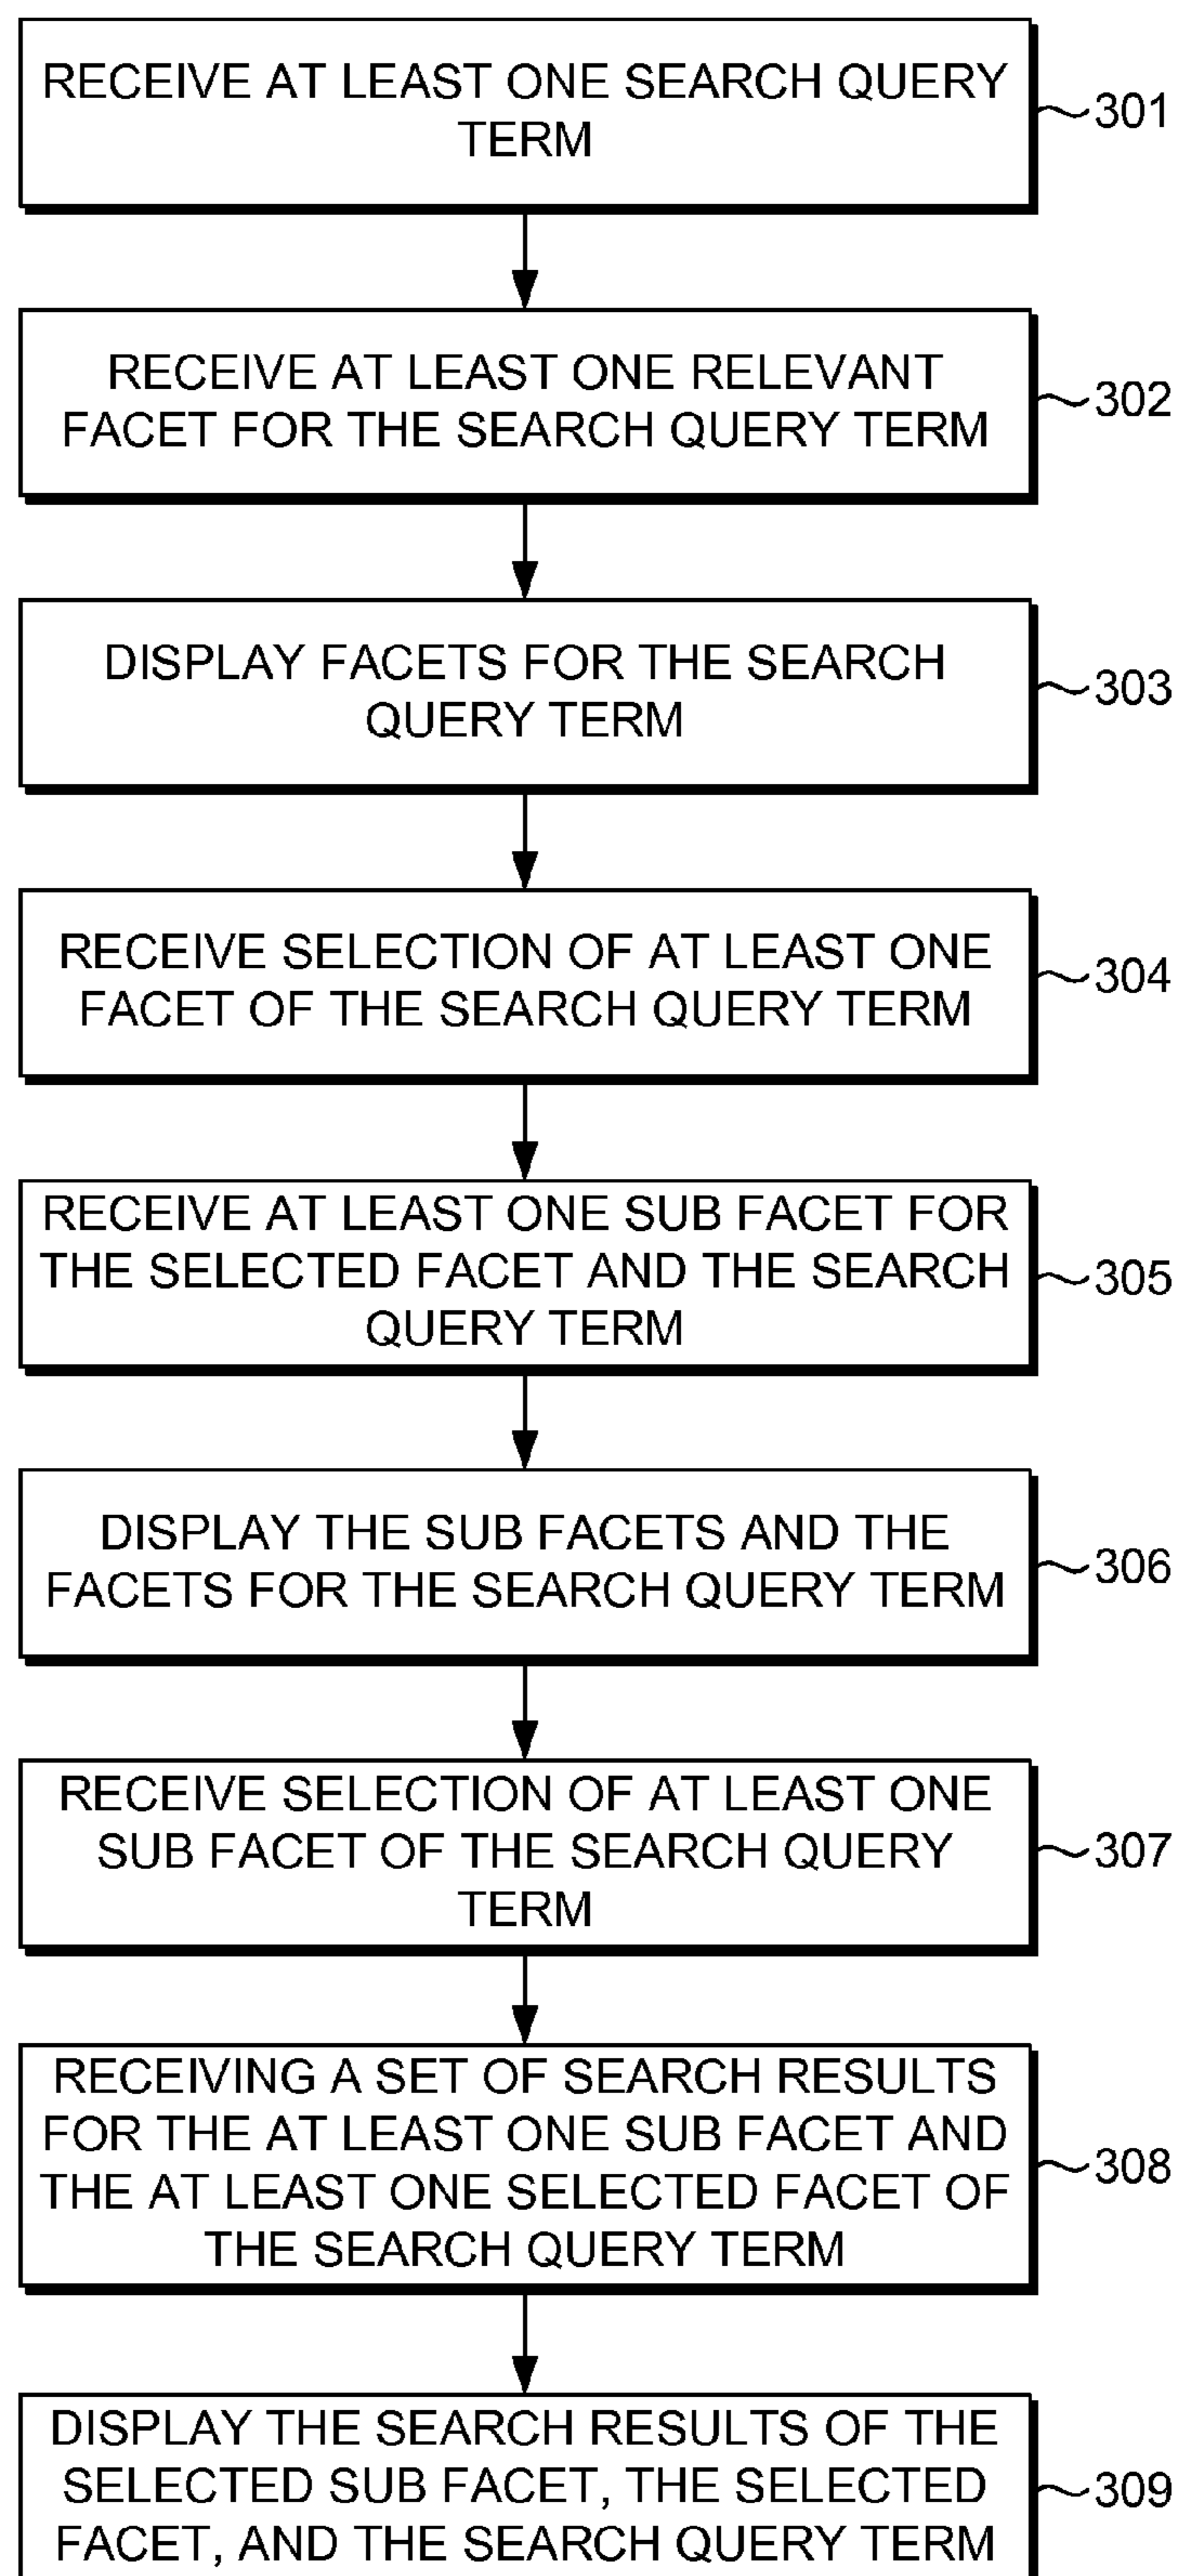 RECEIVE AT LEAST ONE SEARCH QUERY
TERM
301
RECEIVE AT LEAST ONE RELEVANT
FACET FOR THE SEARCH QUERY TERM
302
DISPLAY FACETS FOR THE SEARCH
QUERY TERM
303
RECEIVE SELECTION OF AT LEAST ONE
FACET OF THE SEARCH QUERY TERM
304
RECEIVE AT LEAST ONE SUB FACET FOR
THE SELECTED FACET AND THE SEARCH
QUERY TERM
305
DISPLAY THE SUB FACETS AND THE
FACETS FOR THE SEARCH QUERY TERM
306
RECEIVE SELECTION OF AT LEAST ONE
SUB FACET OF THE SEARCH QUERY
TERM
307
RECEIVING A SET OF SEARCH RESULTS
FOR THE AT LEAST ONE SUB FACET AND
THE AT LEAST ONE SELECTED FACET OF
THE SEARCH QUERY TERM
308
DISPLAY THE SEARCH RESULTS OF THE
SELECTED SUB FACET, THE SELECTED
FACET, AND THE SEARCH QUERY TERM
309